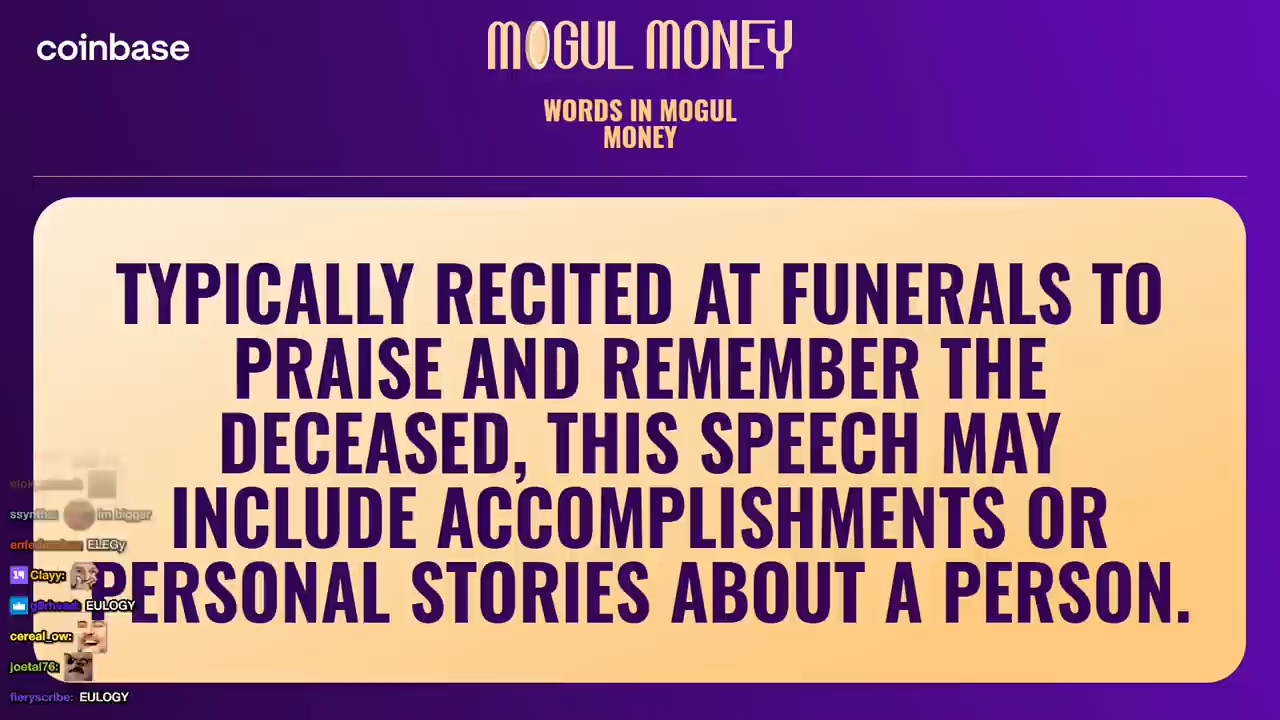 coinbase
MOGUL MONEY
WORDS IN MOGUL
MONEY
TYPICALLY RECITED AT FUNERALS TO
PRAISE AND REMEMBER THE
DECEASED, THIS SPEECH MAY
INCLUDE ACCOMPLISHMENTS OR
PERSONAL STORIES ABOUT A PERSON.
im bigger
ELEGy
Clayy:
EULOGY
cereal_ow:
joetal76:
fieryscribe: EULOGY